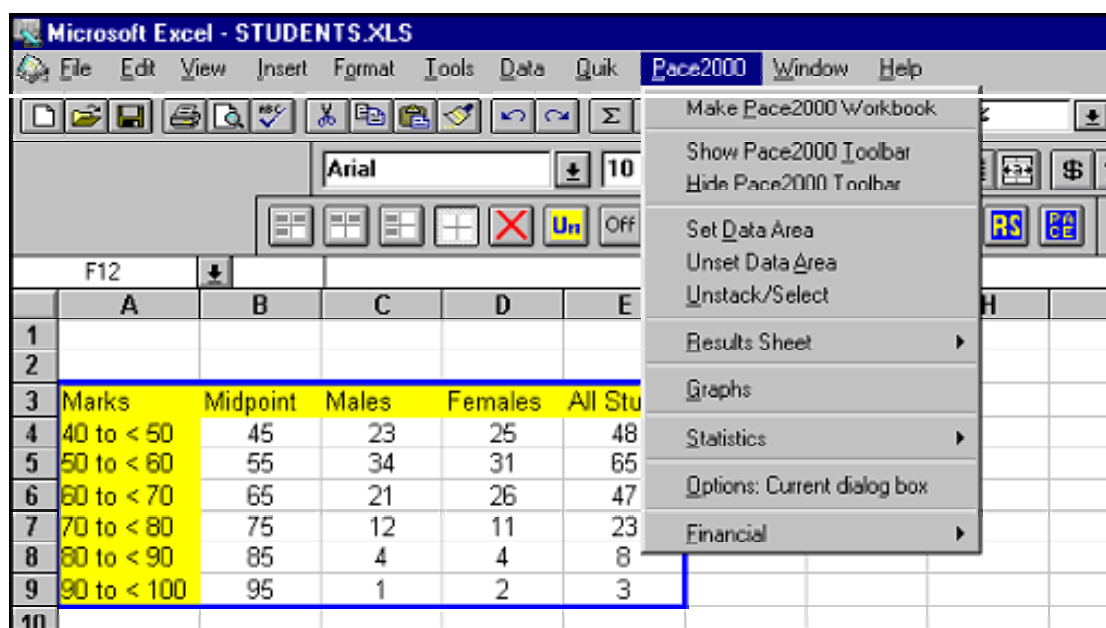 Microsoft Excel - STUDENTS.XLS
File Edit View Insert Format Tools Data Quik Pace2000 Window Help
ABC Σ
Arial 10 $
Un Off RS PACE
Make Pace2000 Workbook
Show Pace2000 Toolbar
Hide Pace2000 Toolbar
Set Data Area
Unset Data Area
Unstack/Select
Results Sheet
Graphs
Statistics
Options: Current dialog box
Financial
F12
A B C D E H
1
2
3 Marks Midpoint Males Females All Stu
4 40 to < 50 45 23 25 48
5 50 to < 60 55 34 31 65
6 60 to < 70 65 21 26 47
7 70 to < 80 75 12 11 23
8 80 to < 90 85 4 4 8
9 90 to < 100 95 1 2 3
10